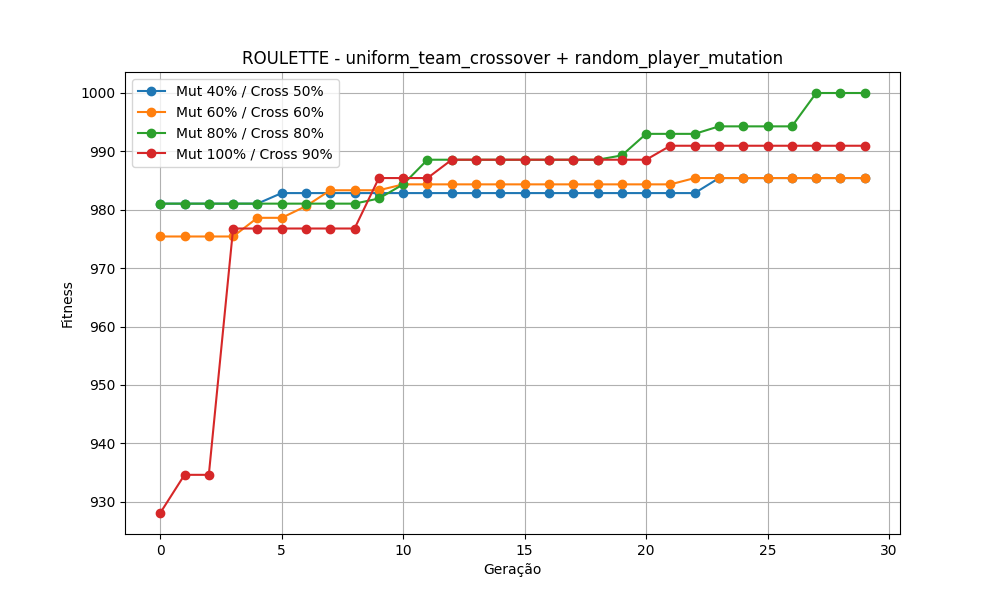 ROULETTE - uniform_team_crossover + random_player_mutation
Mut 40% / Cross 50%
Mut 60% / Cross 60%
Mut 80% / Cross 80%
Mut 100% / Cross 90%
Fitness
1000
990
980
970
960
950
940
930
0 5 10 15 20 25 30
Geração